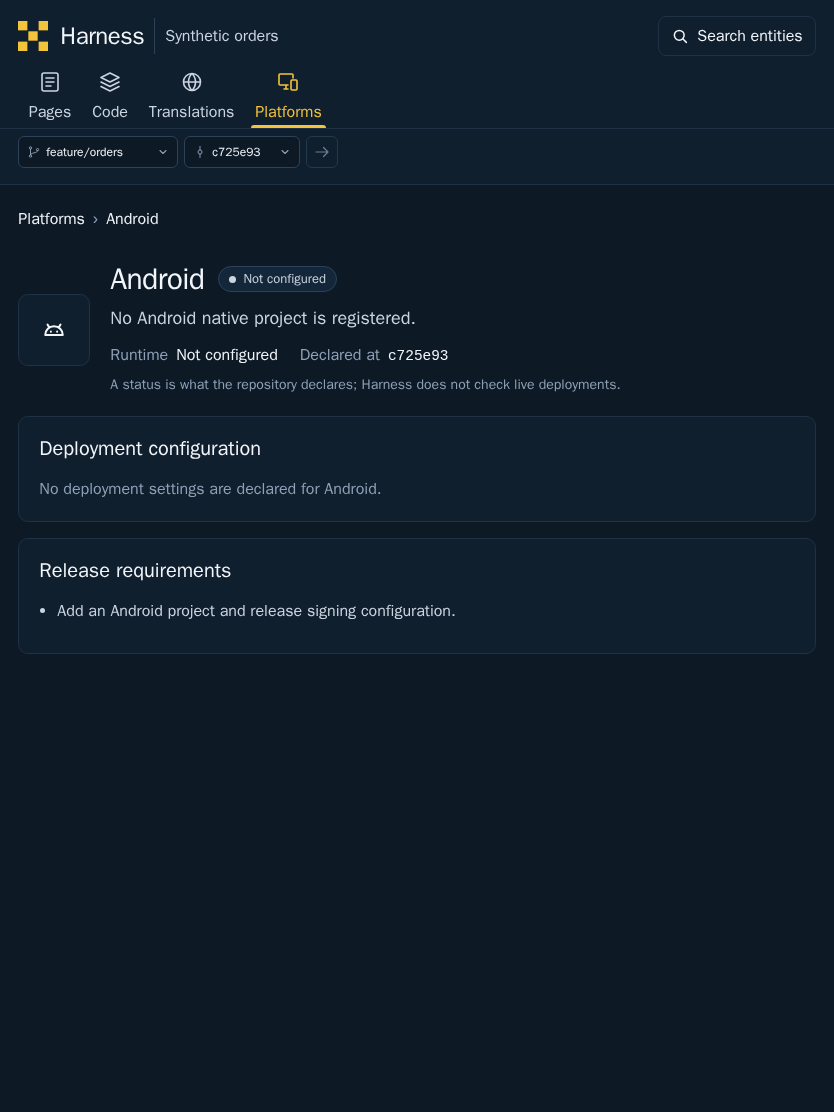 Harness
Synthetic orders
Search entities
Pages
Code
Translations
Platforms
feature/orders
c725e93
Platforms › Android
Android
Not configured
No Android native project is registered.
Runtime Not configured Declared at c725e93
A status is what the repository declares; Harness does not check live deployments.
Deployment configuration
No deployment settings are declared for Android.
Release requirements
• Add an Android project and release signing configuration.